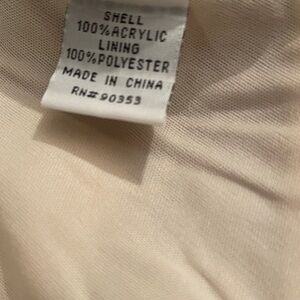 SHELL
100%ACRYLIC
LINING
100%POLYESTER
MADE IN CHINA
RN#90353